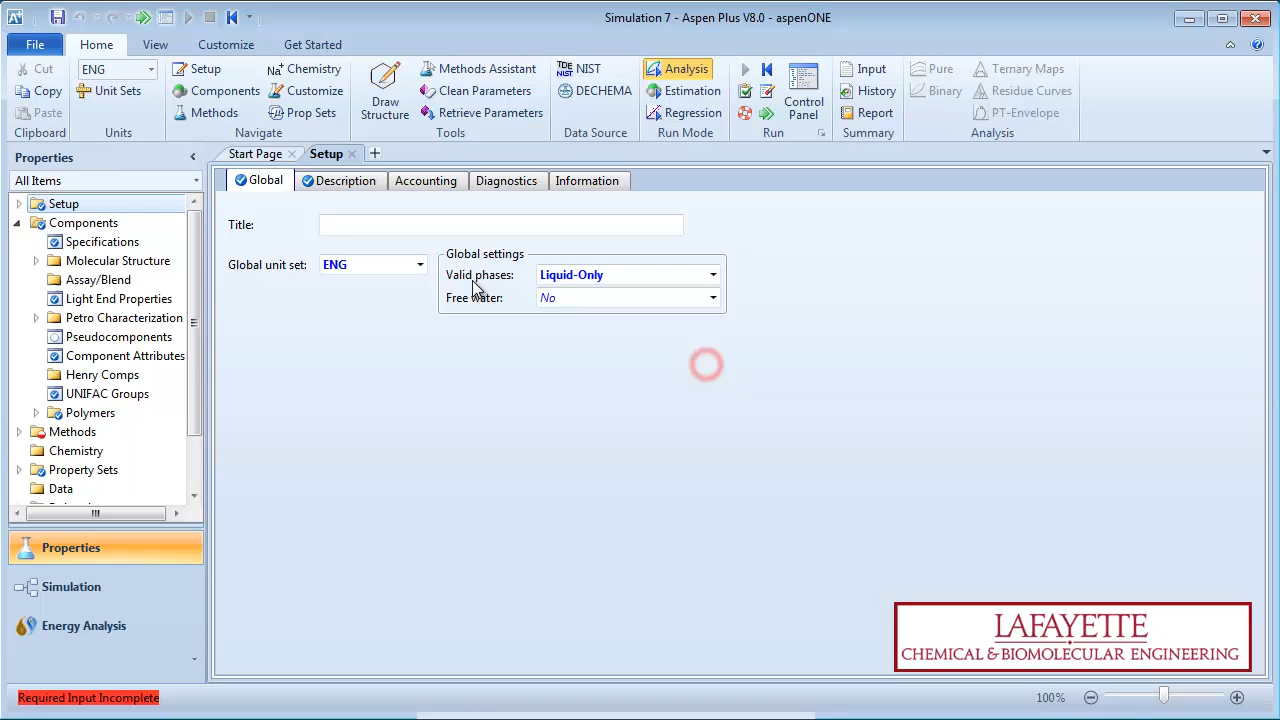 Simulation 7 - Aspen Plus V8.0 - aspenONE
File Home View Customize Get Started
Cut ENG Setup Chemistry Methods Assistant NIST Analysis Input Pure Ternary Maps
Copy Unit Sets Components Customize Draw Structure Clean Parameters DECHEMA Estimation Control Panel History Binary Residue Curves
Paste Methods Prop Sets Retrieve Parameters Regression Report PT-Envelope
Clipboard Units Navigate Tools Data Source Run Mode Run Summary Analysis
Properties Start Page Setup
All Items Global Description Accounting Diagnostics Information
Setup
Components Title:
Specifications Global settings
Molecular Structure Global unit set: ENG Valid phases: Liquid-Only
Assay/Blend Free Water: No
Light End Properties
Petro Characterization
Pseudocomponents
Component Attributes
Henry Comps
UNIFAC Groups
Polymers
Methods
Chemistry
Property Sets
Data
Properties
Simulation
Energy Analysis
LAFAYETTE
CHEMICAL & BIOMOLECULAR ENGINEERING
Required Input Incomplete 100%